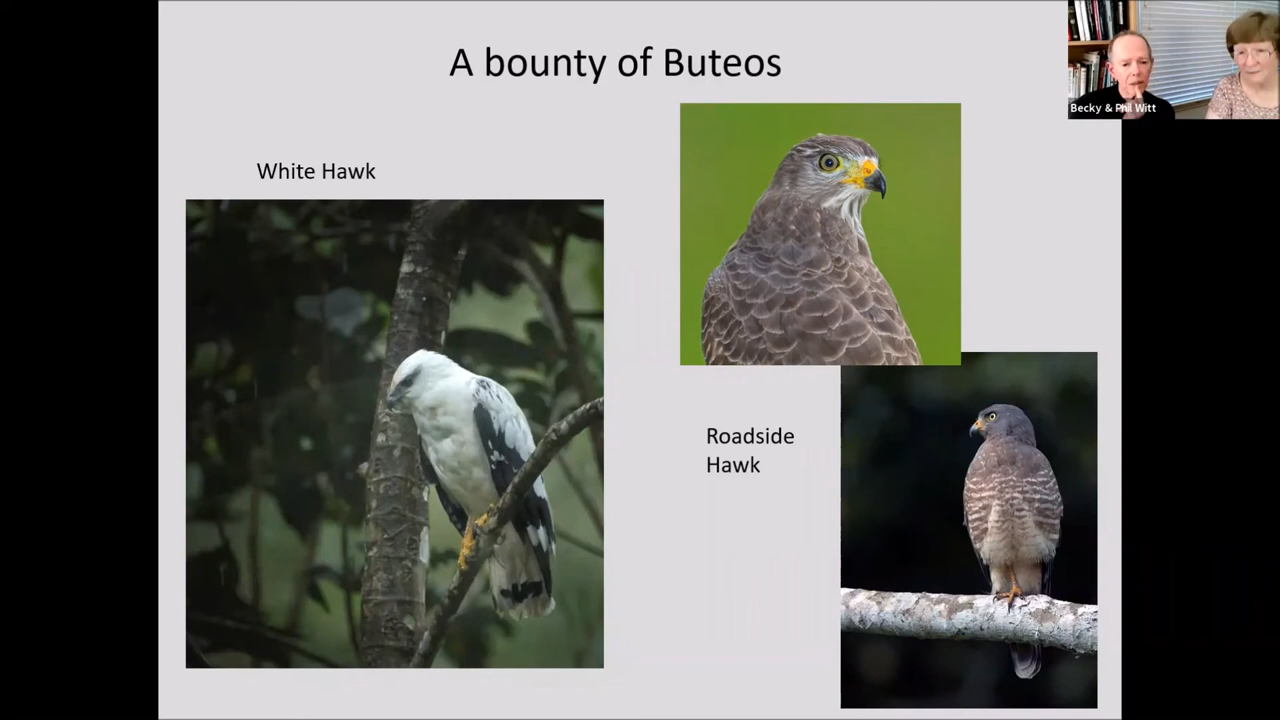 A bounty of Buteos
Becky & Phil Witt
White Hawk
Roadside
Hawk